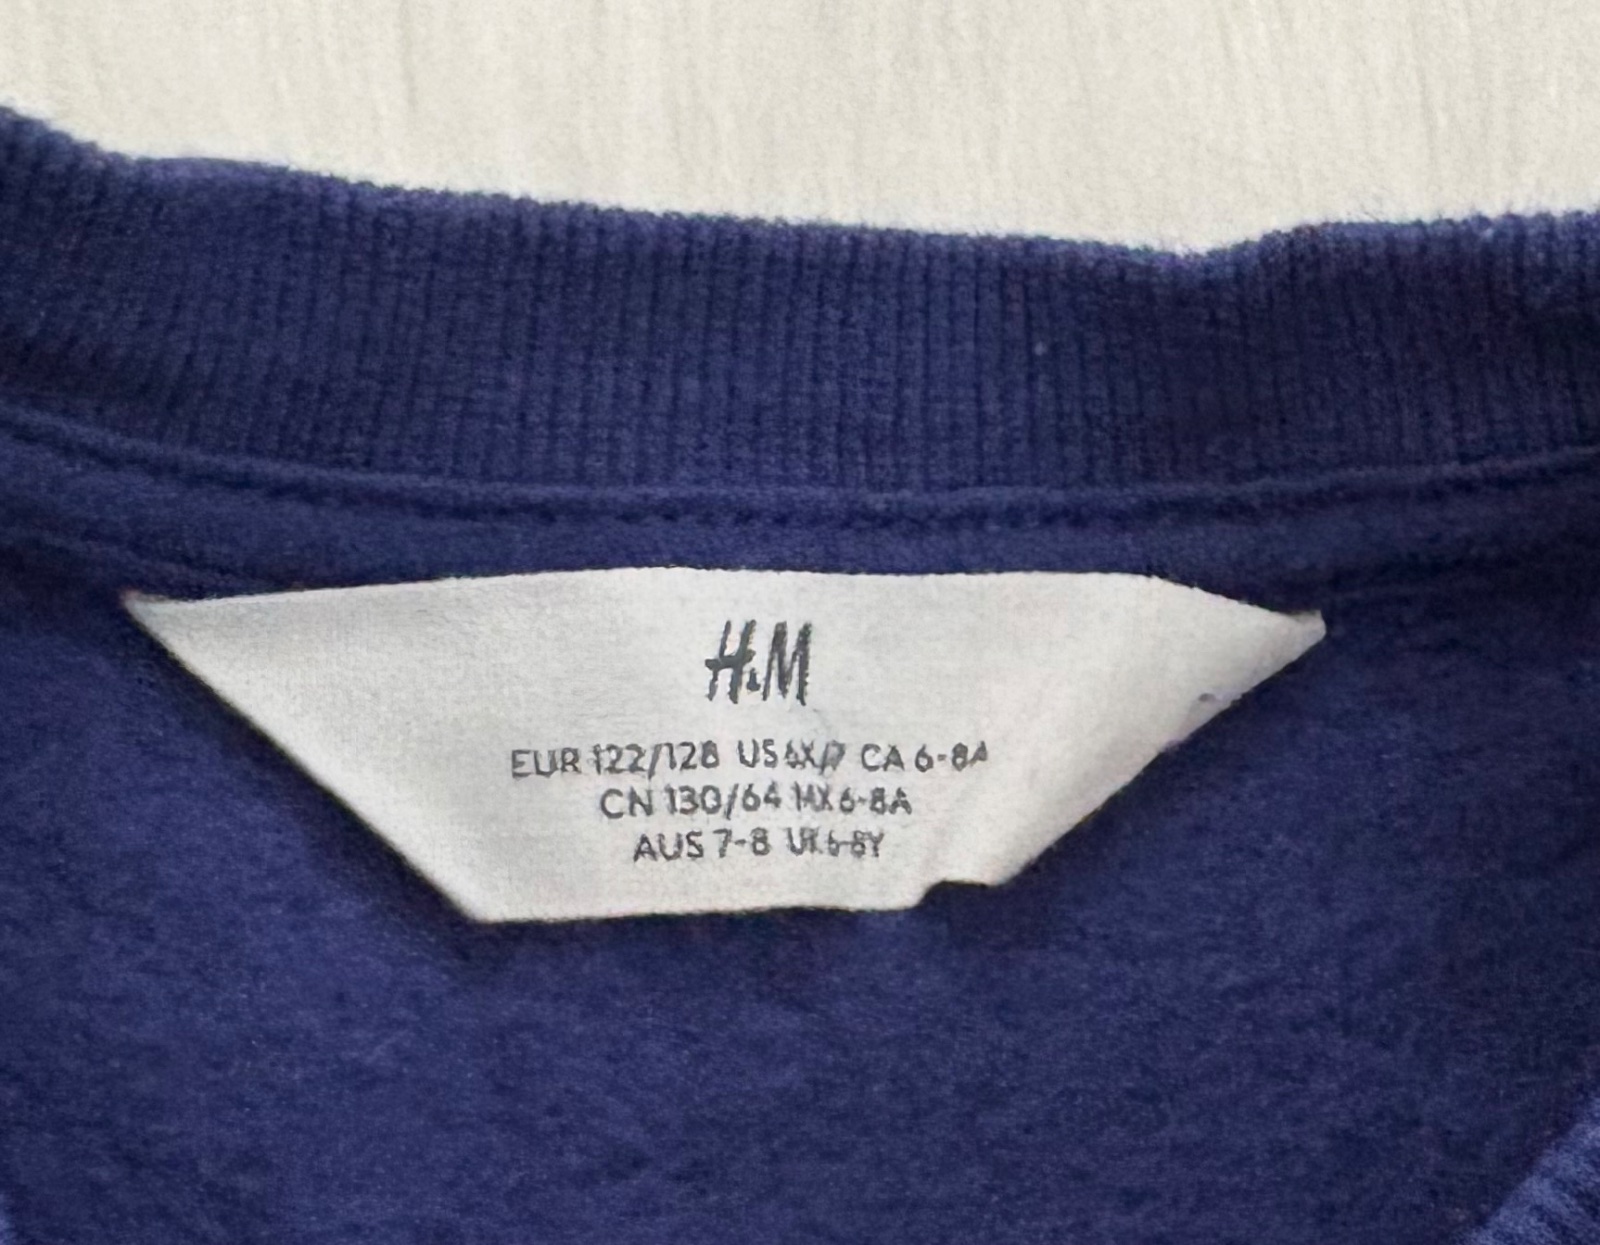 H&M
EUR 122/128 US 6X/7 CA 6-8A
CN 130/64 MX 6-8A
AUS 7-8 UK 6-8Y